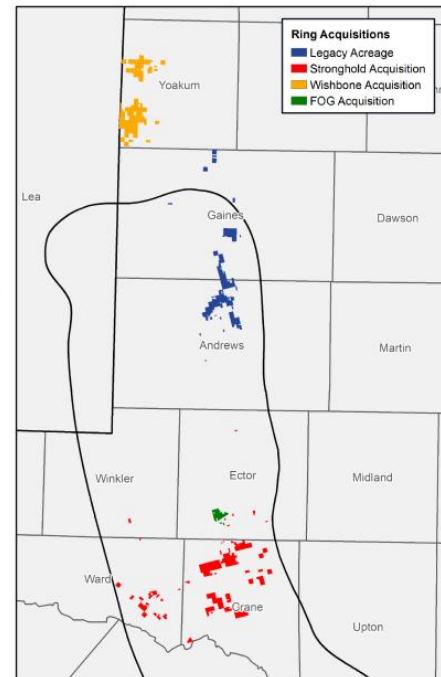 Ring Acquisitions
Legacy Acreage
Stronghold Acquisition
Wishbone Acquisition
FOG Acquisition
Yoakum
Lea
Gaines
Dawson
Andrews
Martin
Winkler
Ector
Midland
Ward
Crane
Upton